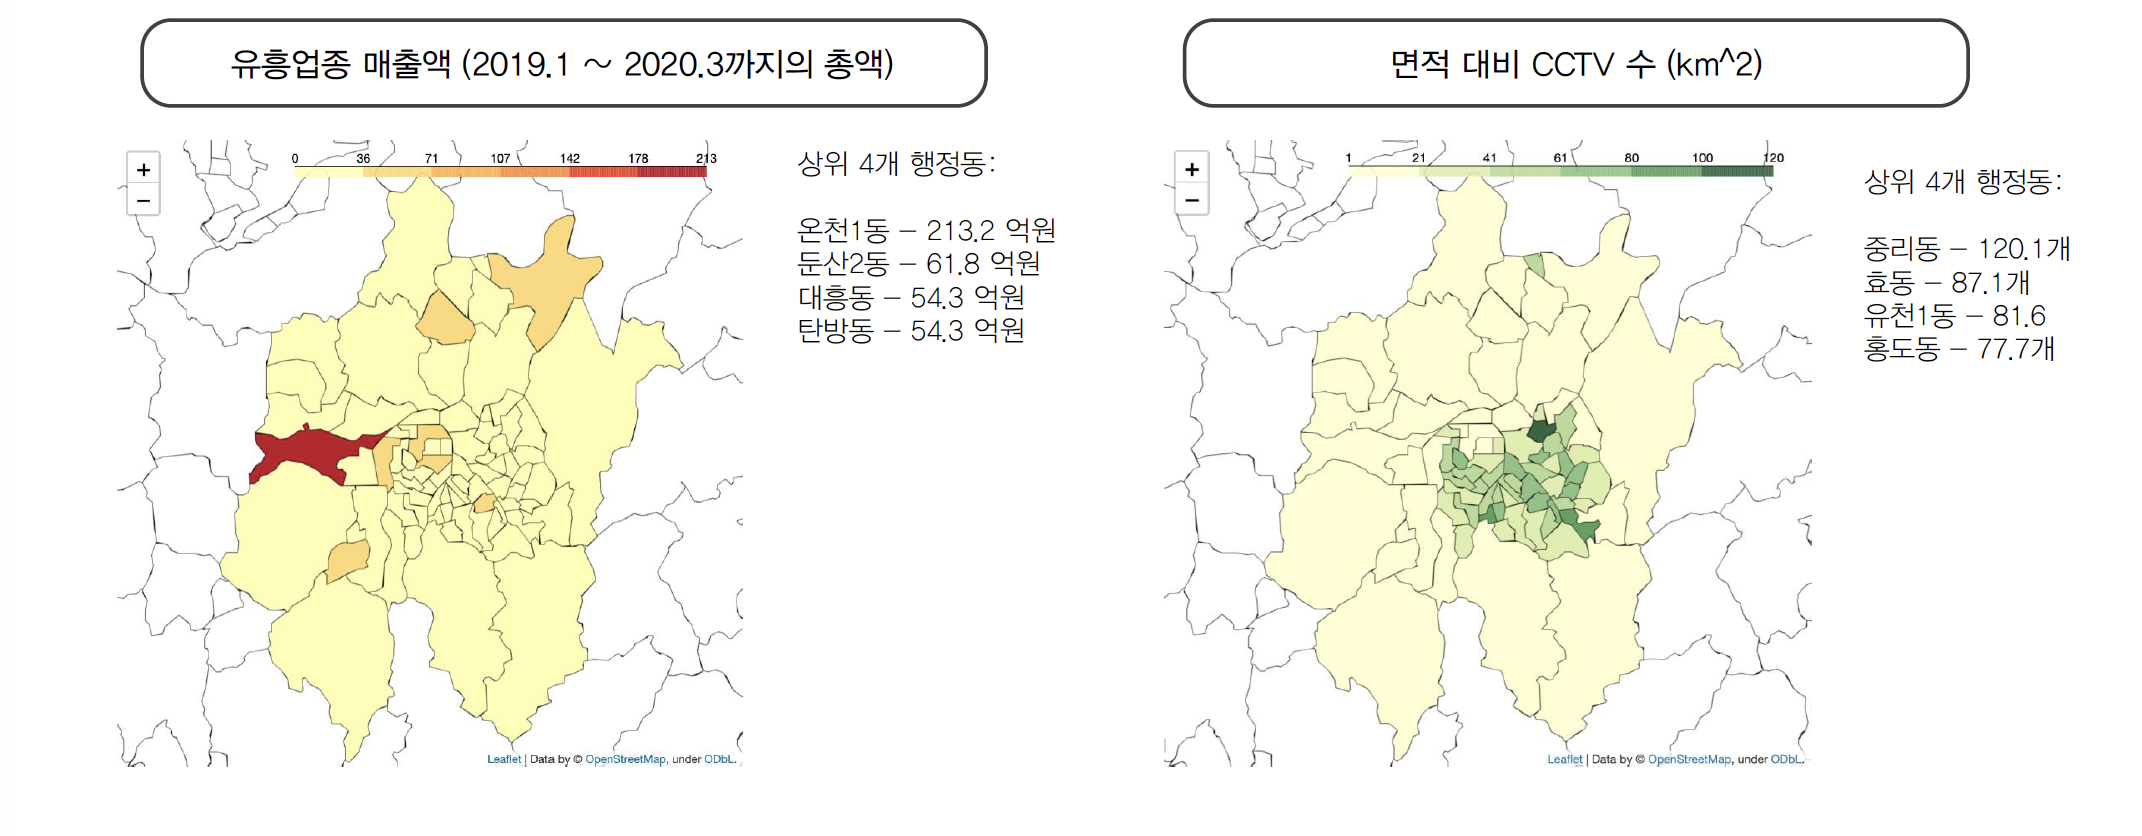 유흥업종 매출액 (2019.1 ~ 2020.3까지의 총액)
+
−
0 36 71 107 142 178 213
상위 4개 행정동:
온천1동 – 213.2 억원
둔산2동 – 61.8 억원
대흥동 – 54.3 억원
탄방동 – 54.3 억원
Leaflet | Data by © OpenStreetMap, under ODbL.
면적 대비 CCTV 수 (km^2)
+
−
1 21 41 61 80 100 120
상위 4개 행정동:
중리동 – 120.1개
효동 – 87.1개
유천1동 – 81.6
홍도동 – 77.7개
Leaflet | Data by © OpenStreetMap, under ODbL.